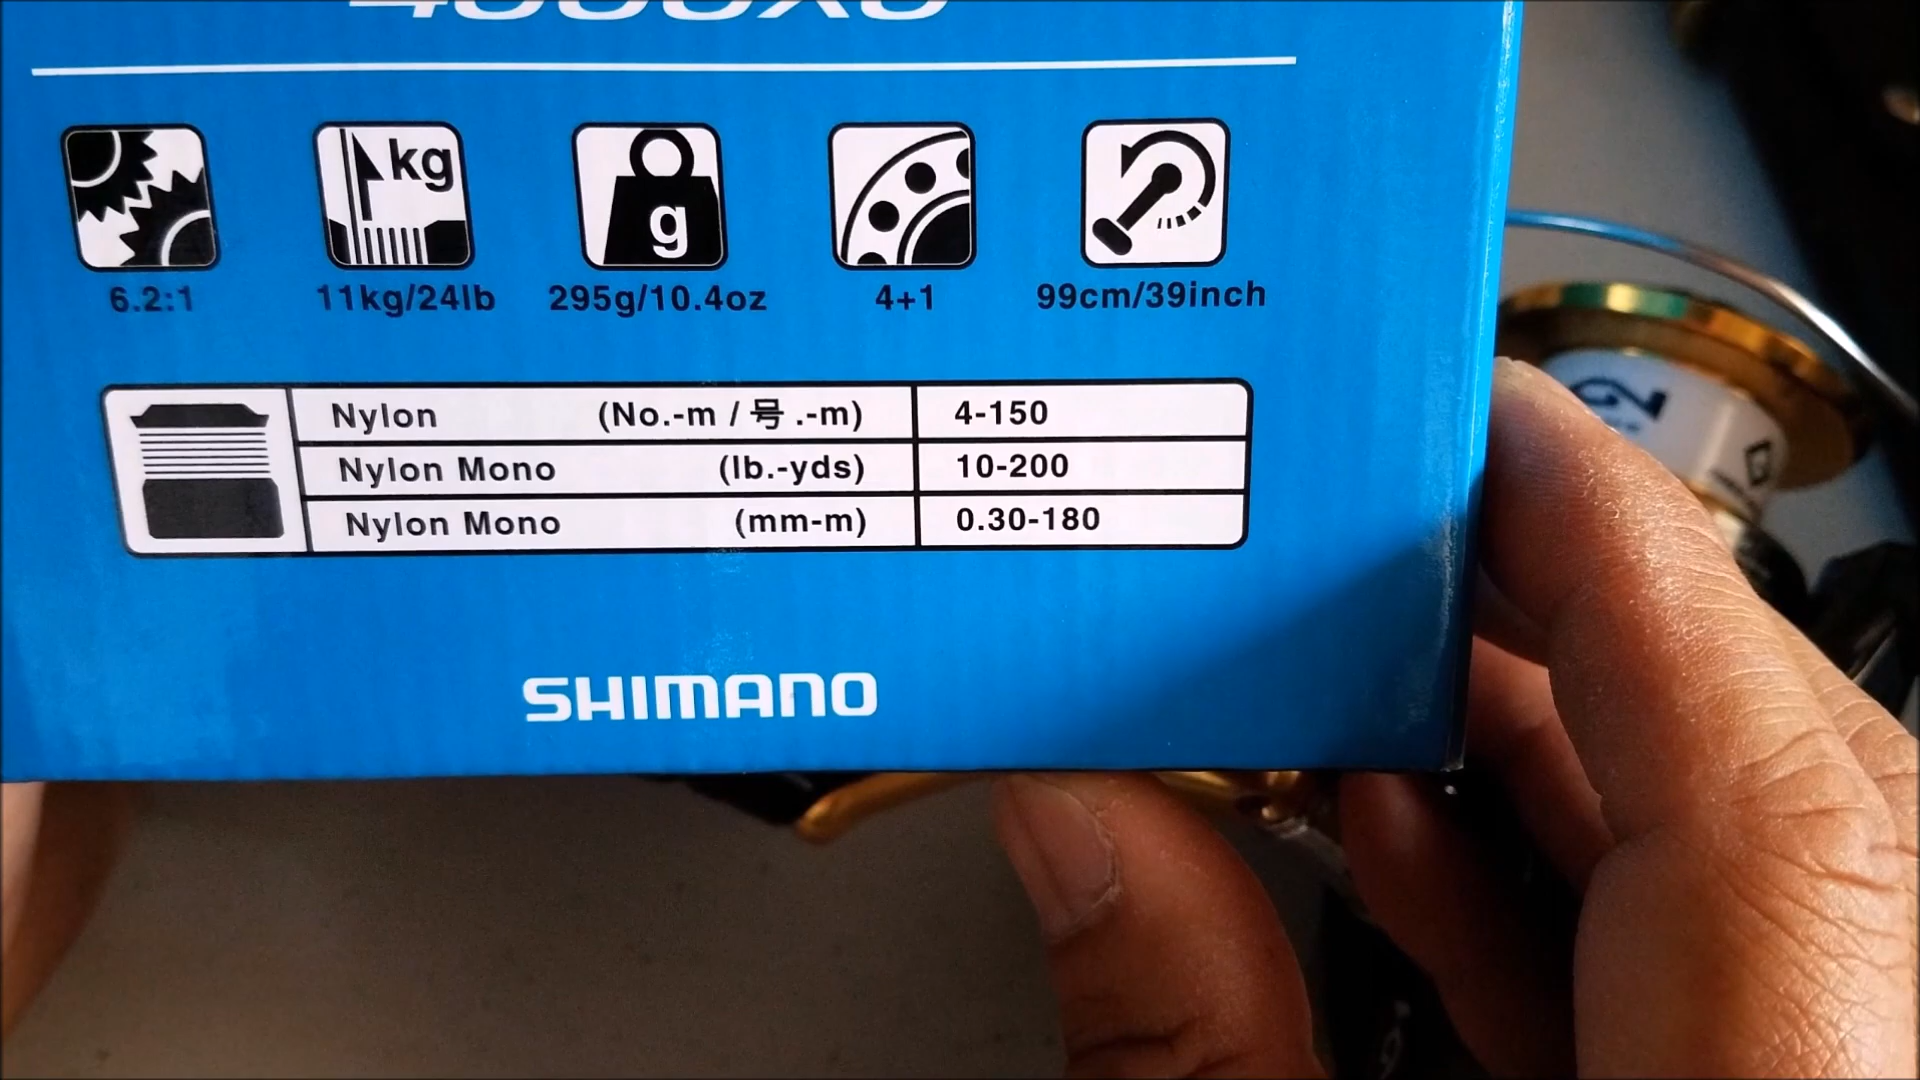 4000XG
kg
g
6.2:1 11kg/24lb 295g/10.4oz 4+1 99cm/39inch
Nylon (No.-m / 号.-m) 4-150
Nylon Mono (lb.-yds) 10-200
Nylon Mono (mm-m) 0.30-180
SHIMANO